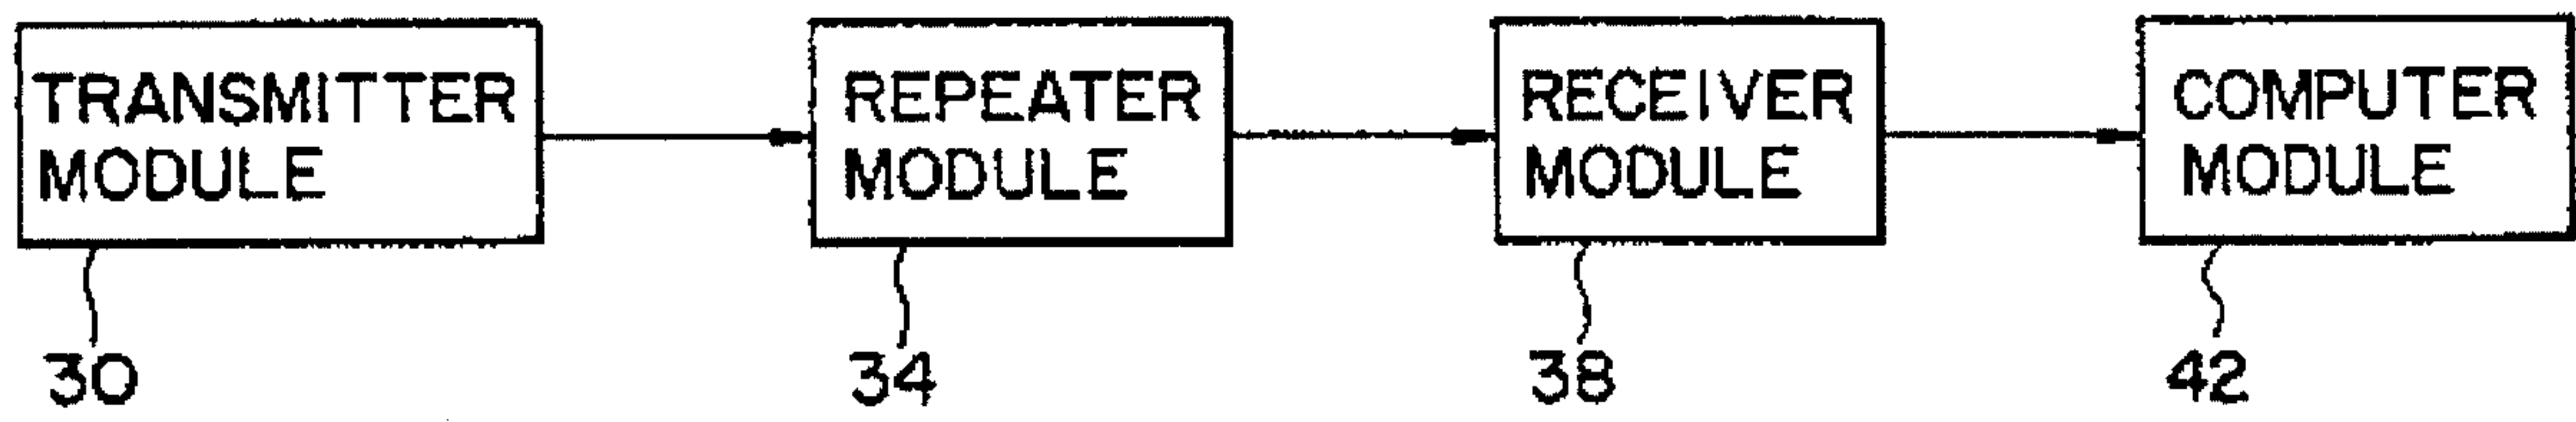 TRANSMITTER
MODULE
REPEATER
MODULE
RECEIVER
MODULE
COMPUTER
MODULE
30
34
38
42